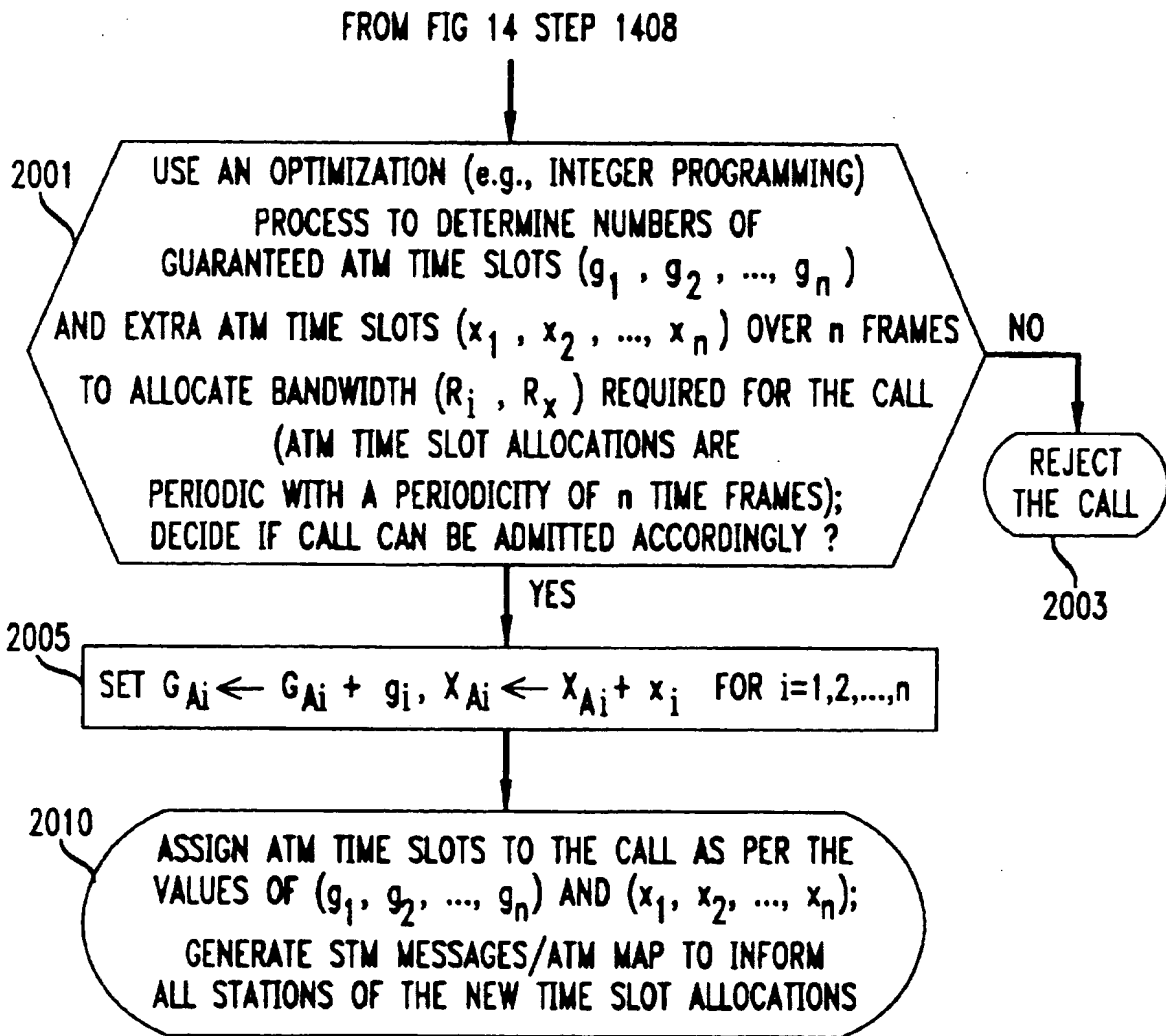 FROM FIG 14 STEP 1408
2001
USE AN OPTIMIZATION (e.g., INTEGER PROGRAMMING)
PROCESS TO DETERMINE NUMBERS OF
GUARANTEED ATM TIME SLOTS (g1 , g2 , ..., gn )
AND EXTRA ATM TIME SLOTS (x1 , x2 , ..., xn ) OVER n FRAMES
TO ALLOCATE BANDWIDTH (Ri , Rx ) REQUIRED FOR THE CALL
(ATM TIME SLOT ALLOCATIONS ARE
PERIODIC WITH A PERIODICITY OF n TIME FRAMES);
DECIDE IF CALL CAN BE ADMITTED ACCORDINGLY ?
NO
REJECT
THE CALL
2003
YES
2005
SET GAi ← GAi + gi, XAi ← XAi + xi FOR i=1,2,...,n
2010
ASSIGN ATM TIME SLOTS TO THE CALL AS PER THE
VALUES OF (g1, g2, ..., gn) AND (x1, x2, ..., xn);
GENERATE STM MESSAGES/ATM MAP TO INFORM
ALL STATIONS OF THE NEW TIME SLOT ALLOCATIONS